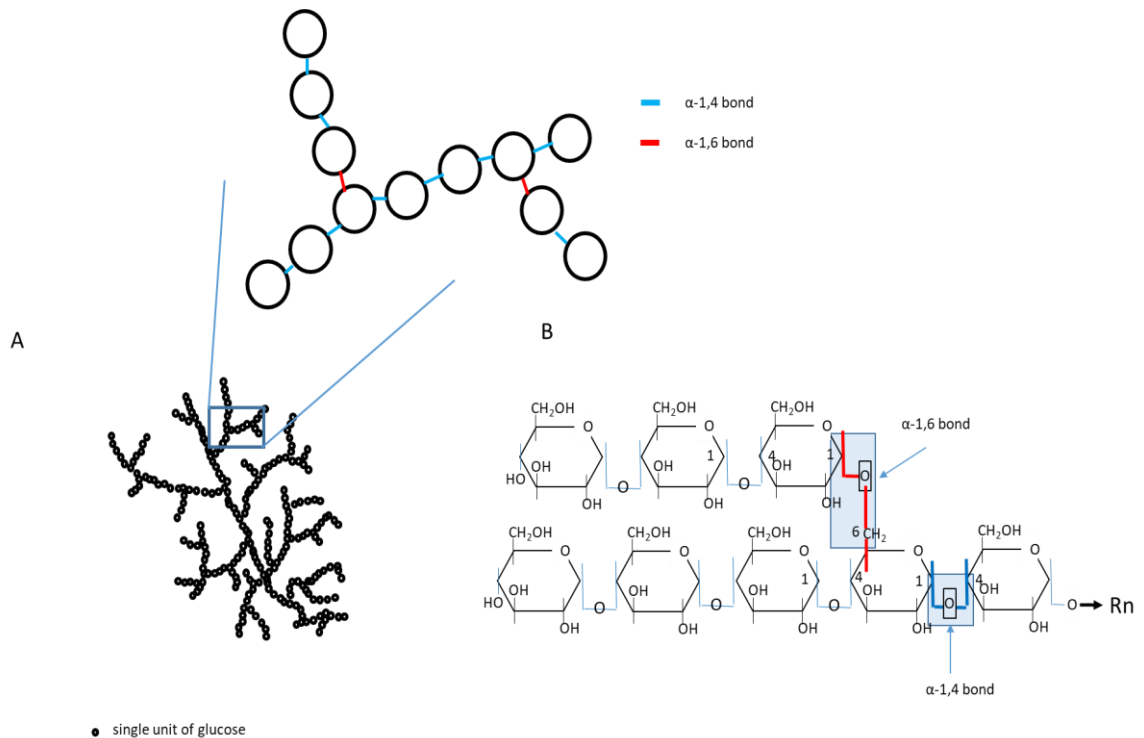 α-1,4 bond
α-1,6 bond
A
B
CH₂OH CH₂OH CH₂OH
α-1,6 bond
O O O
4 1
1
OH OH OH
HO
O
OH OH OH
O O
6 CH₂
CH₂OH CH₂OH CH₂OH CH₂OH
O O O O O
4 1 4
1
OH OH OH OH OH
HO
O O O O O Rn
OH OH OH OH OH
α-1,4 bond
single unit of glucose